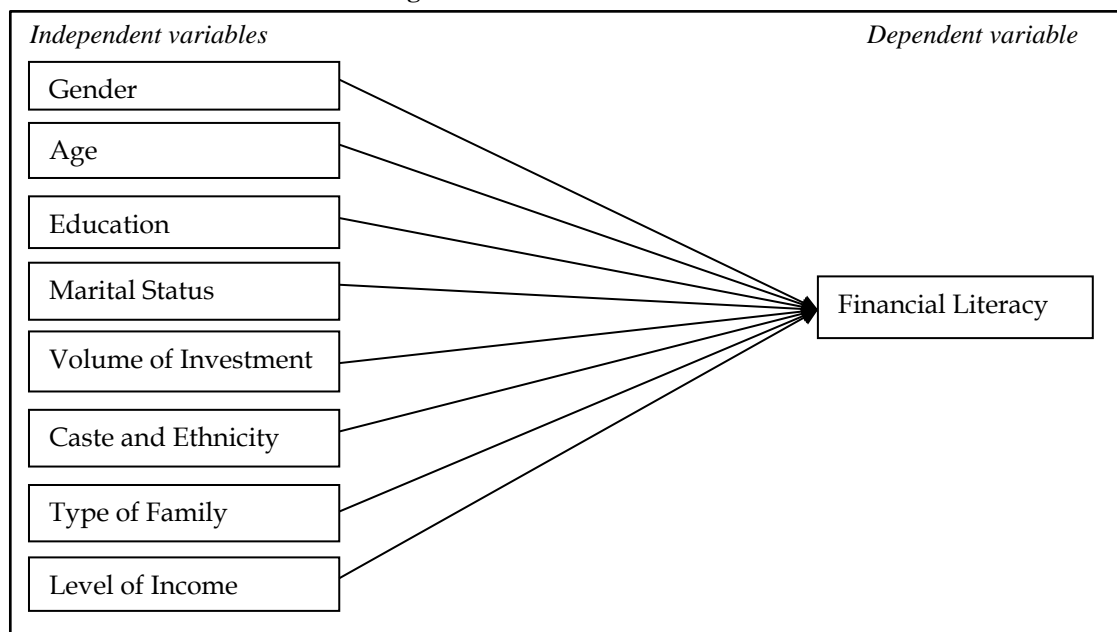 Independent variables Dependent variable
Gender
Age
Education
Marital Status
Financial Literacy
Volume of Investment
Caste and Ethnicity
Type of Family
Level of Income